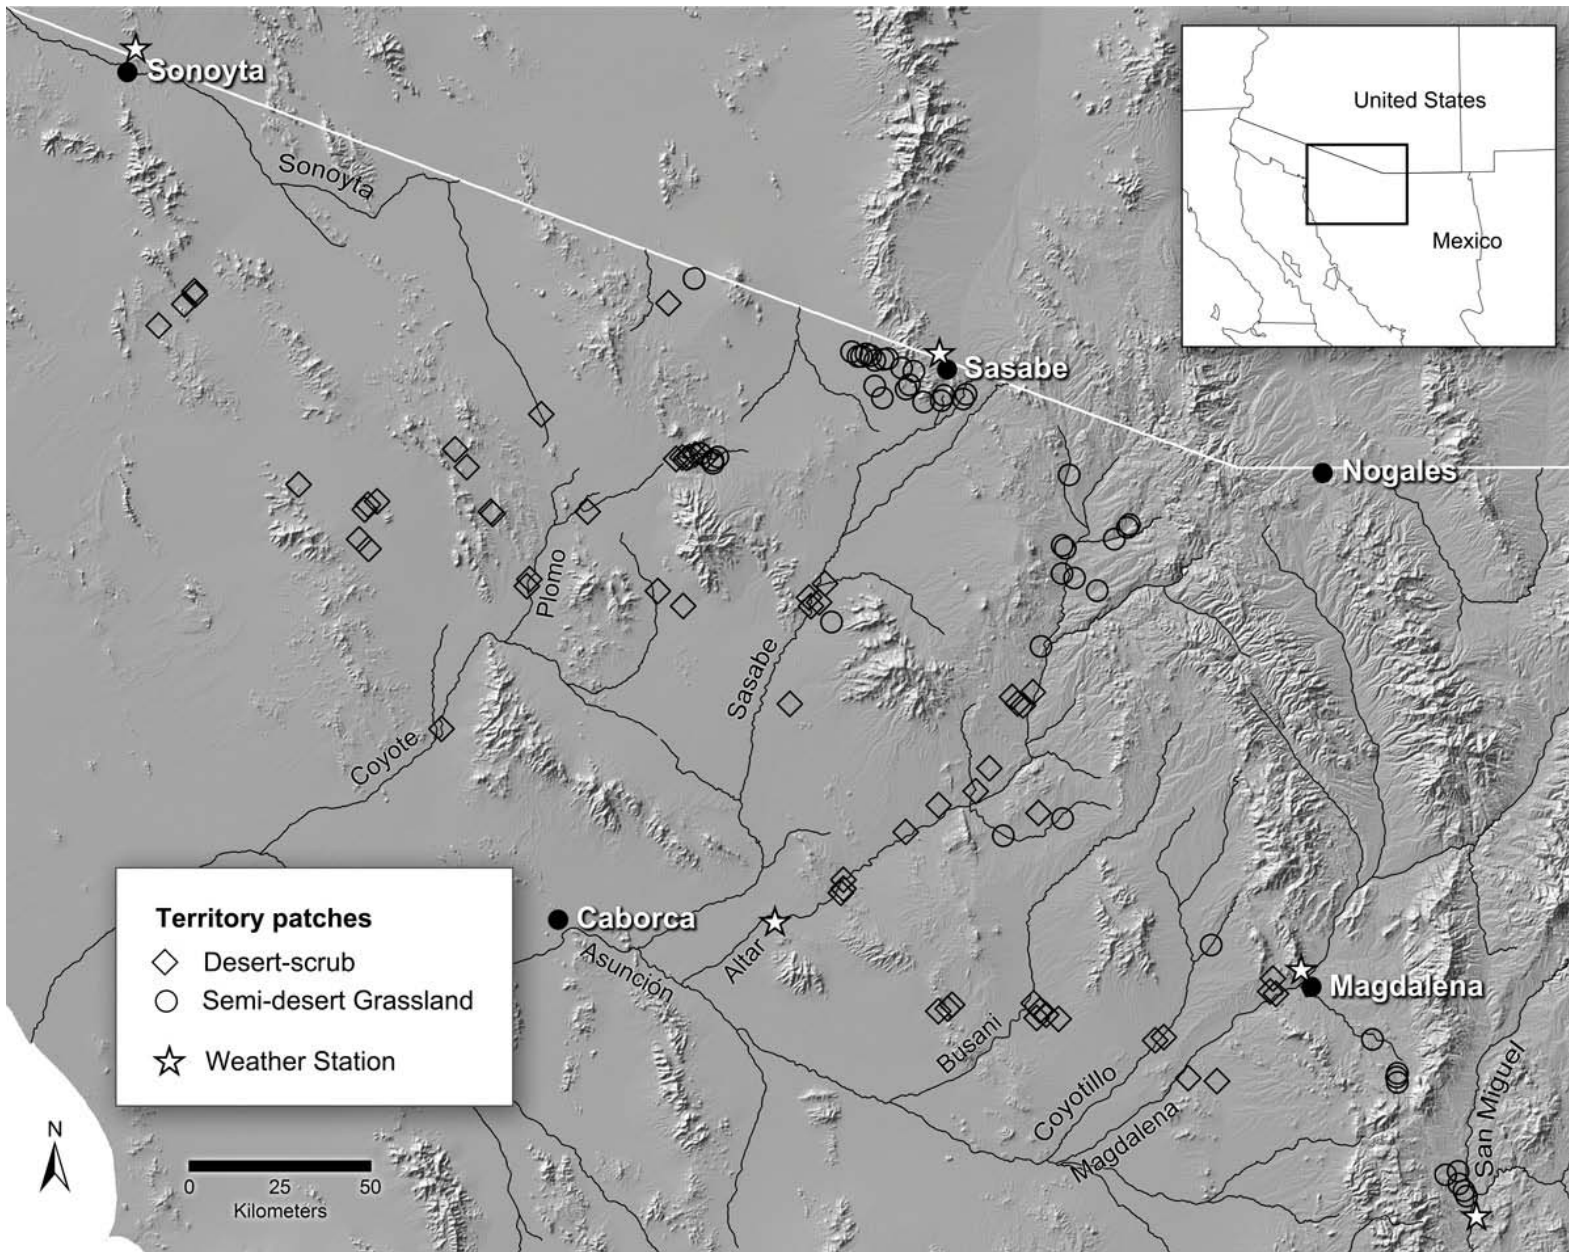 Sonoyta
Sonoyta
United States
Mexico
Sasabe
Nogales
Plomo
Sasabe
Coyote
Caborca
Asunción
Altar
Magdalena
Busani
Coyotillo
Magdalena
San Miguel
Territory patches
Desert-scrub
Semi-desert Grassland
Weather Station
N
0 25 50
Kilometers